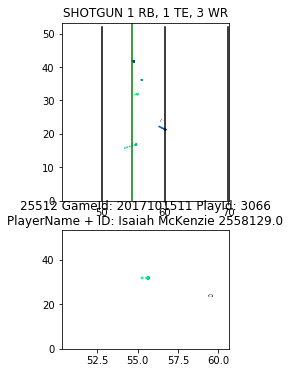 SHOTGUN 1 RB, 1 TE, 3 WR
50
40
30
20
10
0
50 60 70
25512 GameId: 2017101511 PlayId: 3066
PlayerName + ID: Isaiah McKenzie 2558129.0
40
20
0
52.5 55.0 57.5 60.0